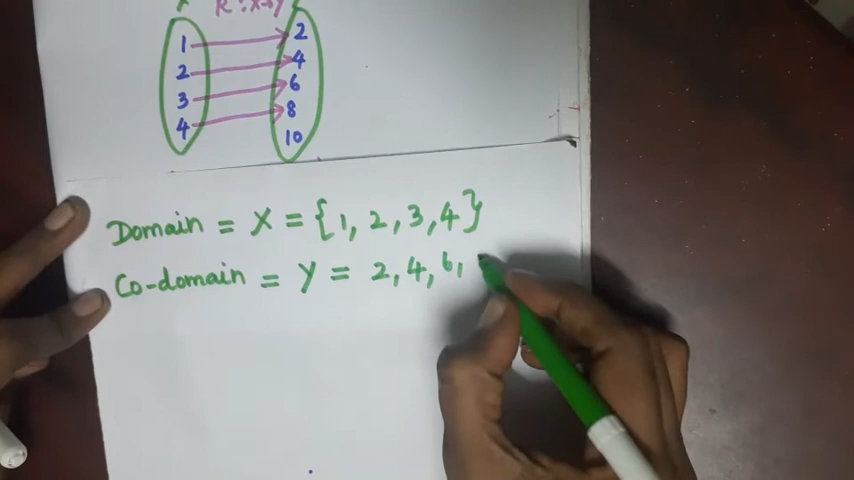 R : X→Y
1 2
2 4
3 6
4 8
10
Domain = X = {1, 2, 3, 4}
Co-domain = Y = 2, 4, 6,